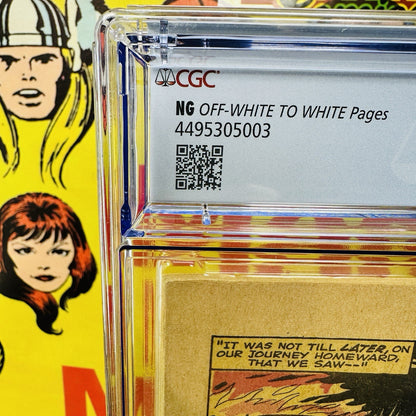 CGC
NG OFF-WHITE TO WHITE Pages
4495305003
"IT WAS NOT TILL LATER, ON
OUR JOURNEY HOMEWARD,
THAT WE SAW--"